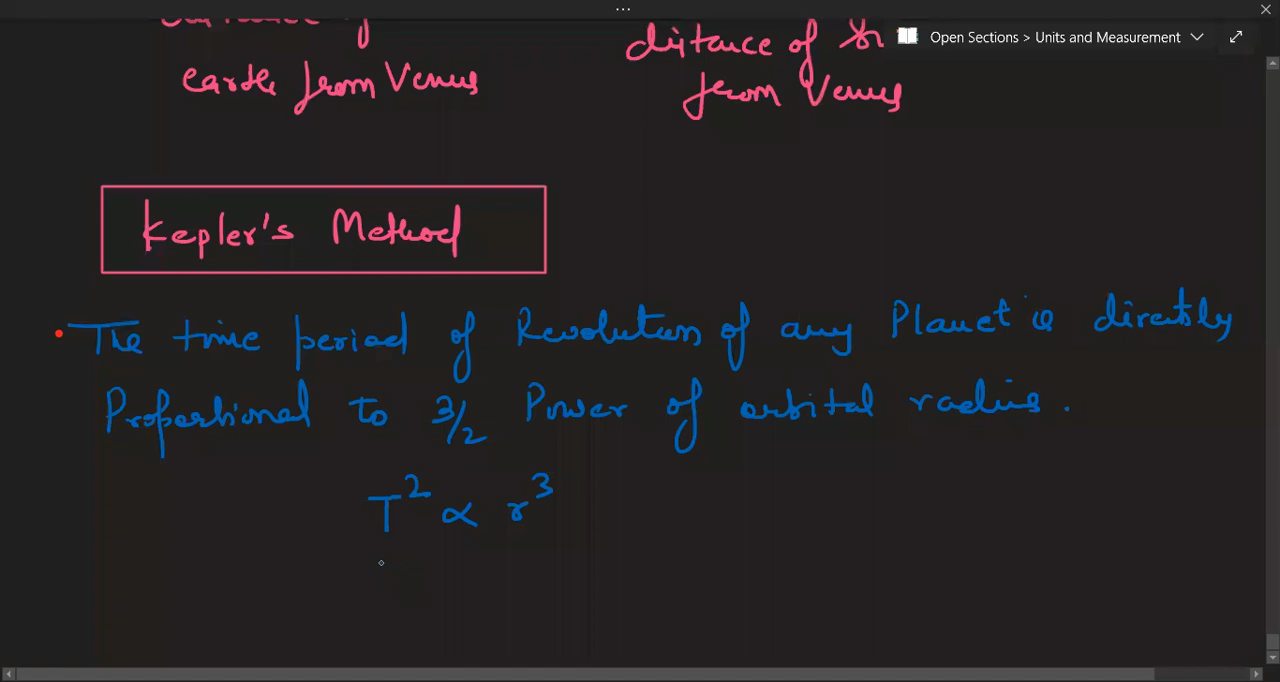 ...
Open Sections > Units and Measurement
distance of
earth from Venus
from Venus
Kepler's Method
• The time period of Revolution of any Planet is directly
Proportional to 3/2 Power of orbital radius.
T² ∝ r³